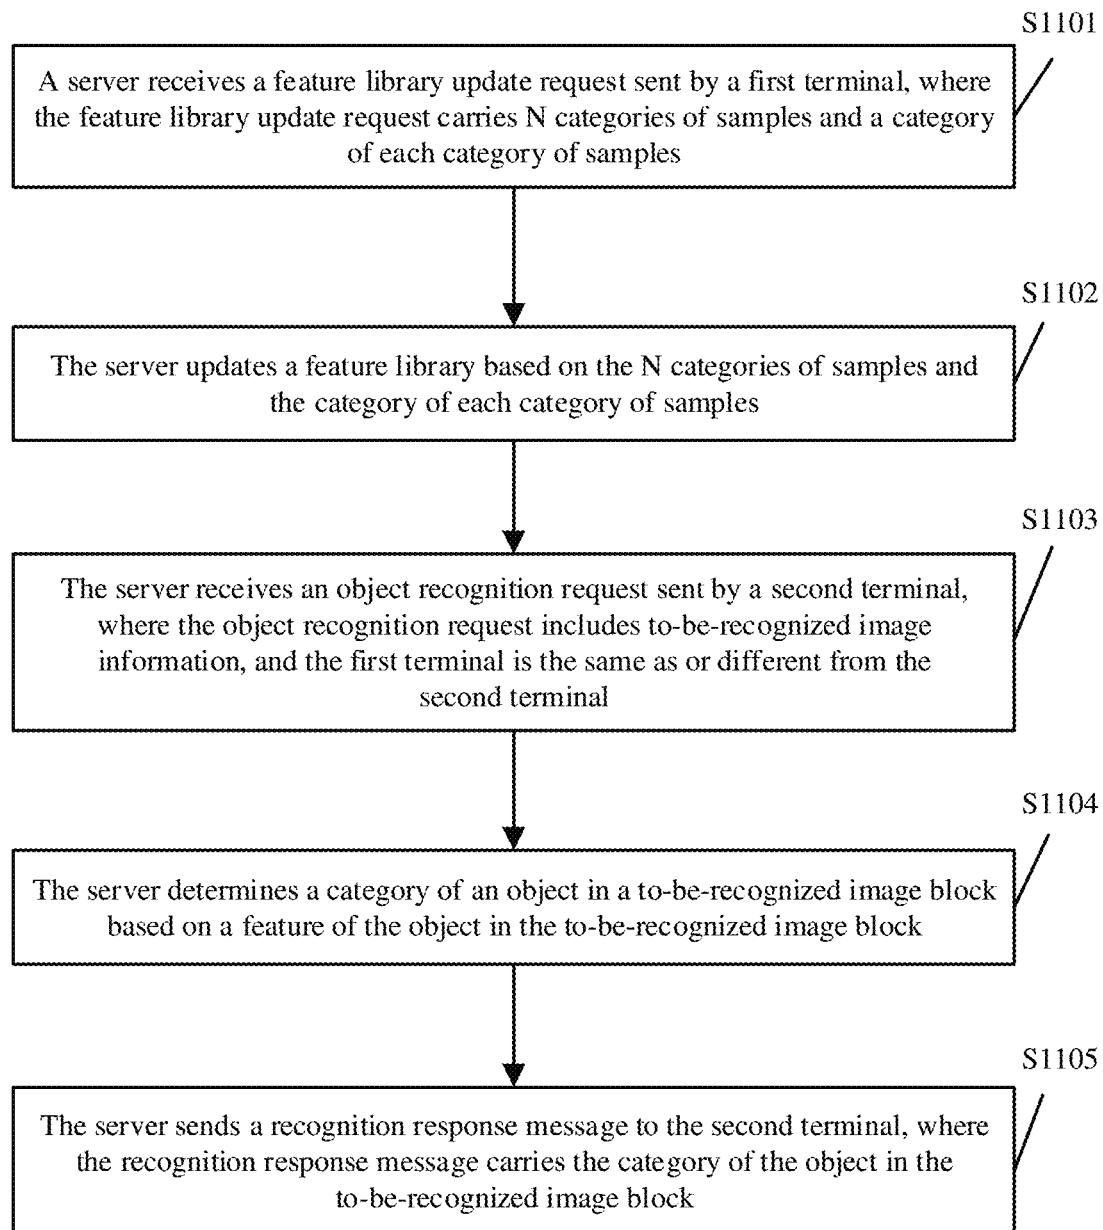 S1101
A server receives a feature library update request sent by a first terminal, where
the feature library update request carries N categories of samples and a category
of each category of samples
S1102
The server updates a feature library based on the N categories of samples and
the category of each category of samples
S1103
The server receives an object recognition request sent by a second terminal,
where the object recognition request includes to-be-recognized image
information, and the first terminal is the same as or different from the
second terminal
S1104
The server determines a category of an object in a to-be-recognized image block
based on a feature of the object in the to-be-recognized image block
S1105
The server sends a recognition response message to the second terminal, where
the recognition response message carries the category of the object in the
to-be-recognized image block